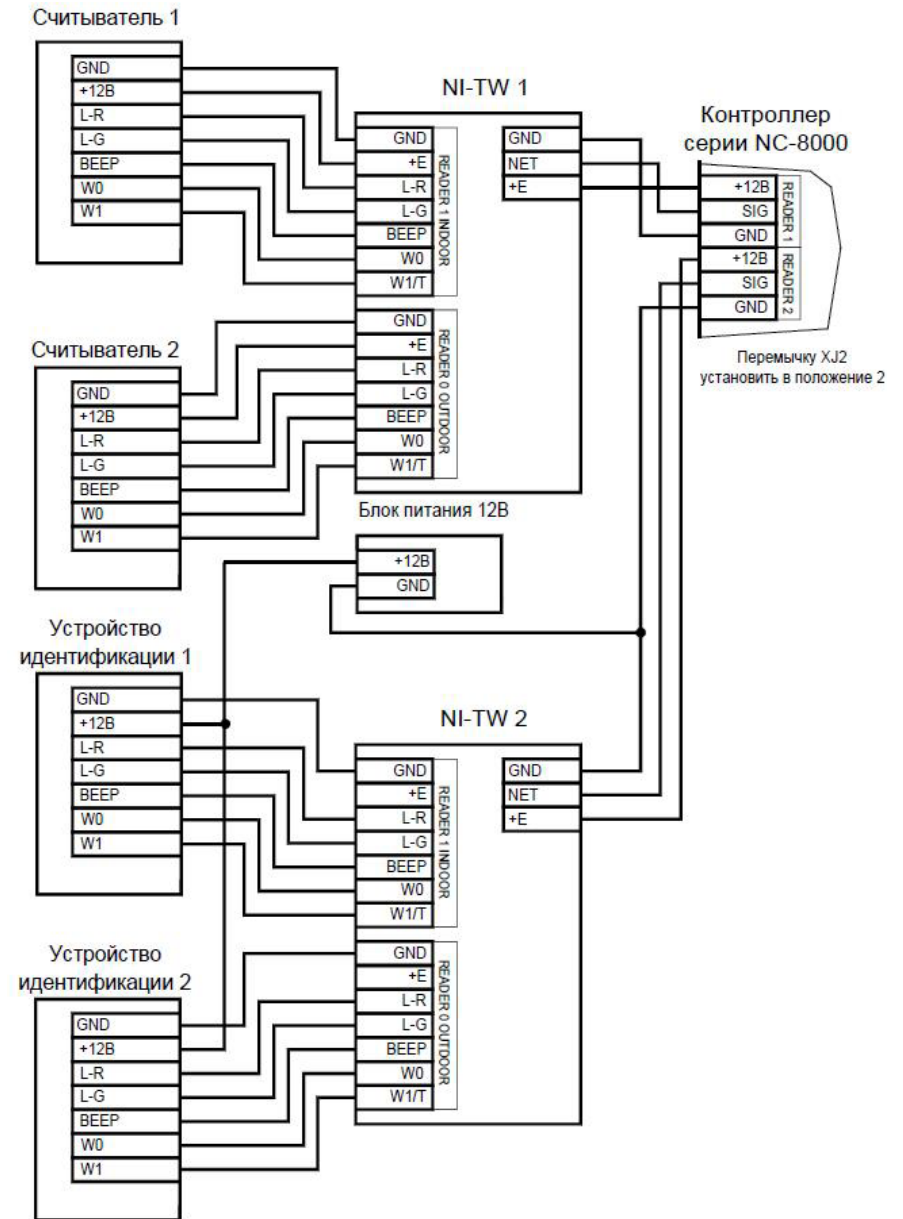 Считыватель 1
GND
+12В
L-R
L-G
BEEP
W0
W1
NI-TW 1
GND
+E
L-R
L-G
BEEP
W0
W1/T
READER 1 INDOOR
GND
NET
+E
Контроллер
серии NC-8000
+12В
SIG
GND
READER 1
+12В
SIG
GND
READER 2
Перемычку XJ2
установить в положение 2
GND
+E
L-R
L-G
BEEP
W0
W1/T
READER 0 OUTDOOR
Считыватель 2
GND
+12В
L-R
L-G
BEEP
W0
W1
Блок питания 12В
+12В
GND
Устройство
идентификации 1
GND
+12В
L-R
L-G
BEEP
W0
W1
NI-TW 2
GND
+E
L-R
L-G
BEEP
W0
W1/T
READER 1 INDOOR
GND
NET
+E
GND
+E
L-R
L-G
BEEP
W0
W1/T
READER 0 OUTDOOR
Устройство
идентификации 2
GND
+12В
L-R
L-G
BEEP
W0
W1